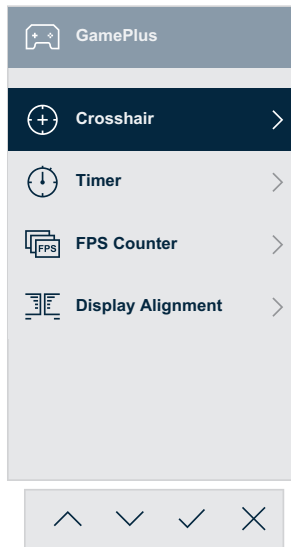 GamePlus
Crosshair
Timer
FPS
FPS Counter
Display Alignment